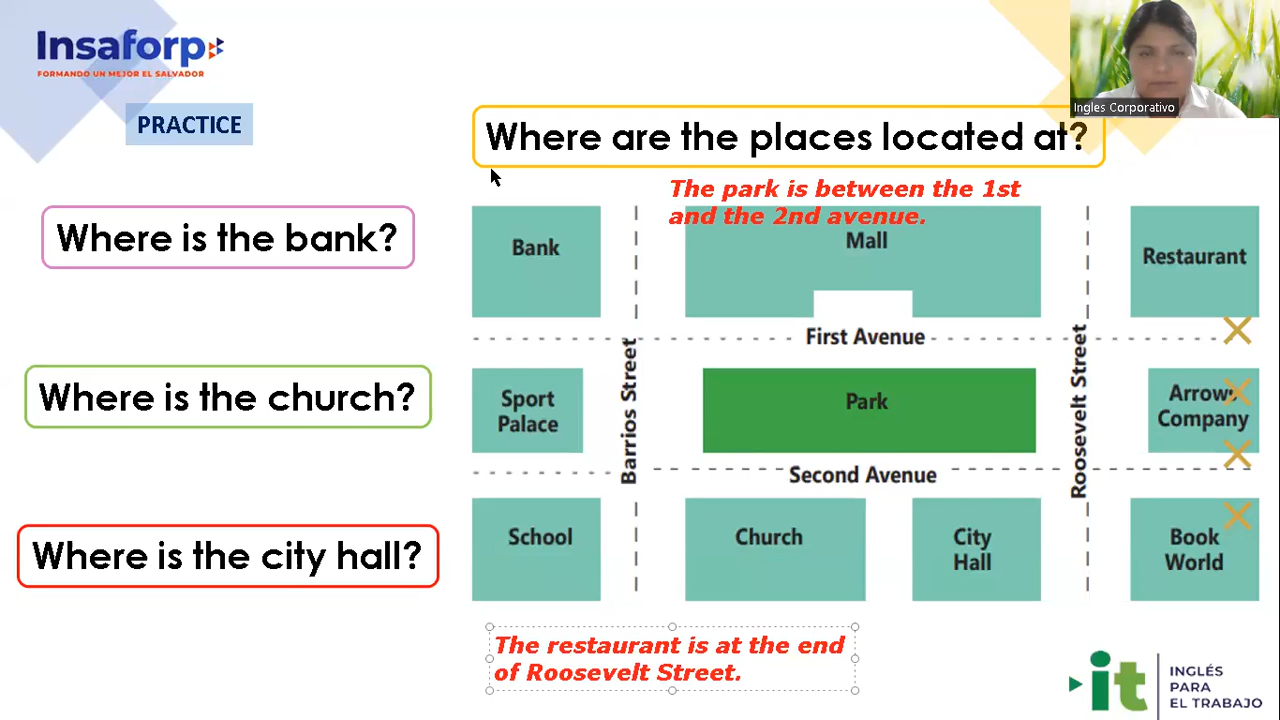 Insaforp
FORMANDO UN MEJOR EL SALVADOR
PRACTICE
Ingles Corporativo
Where are the places located at?
The park is between the 1st
and the 2nd avenue.
Where is the bank?
Where is the church?
Where is the city hall?
Bank
Mall
Restaurant
First Avenue
Barrios Street
Roosevelt Street
Sport
Palace
Park
Arrow
Company
Second Avenue
School
Church
City
Hall
Book
World
The restaurant is at the end
of Roosevelt Street.
it
INGLÉS
PARA
EL TRABAJO